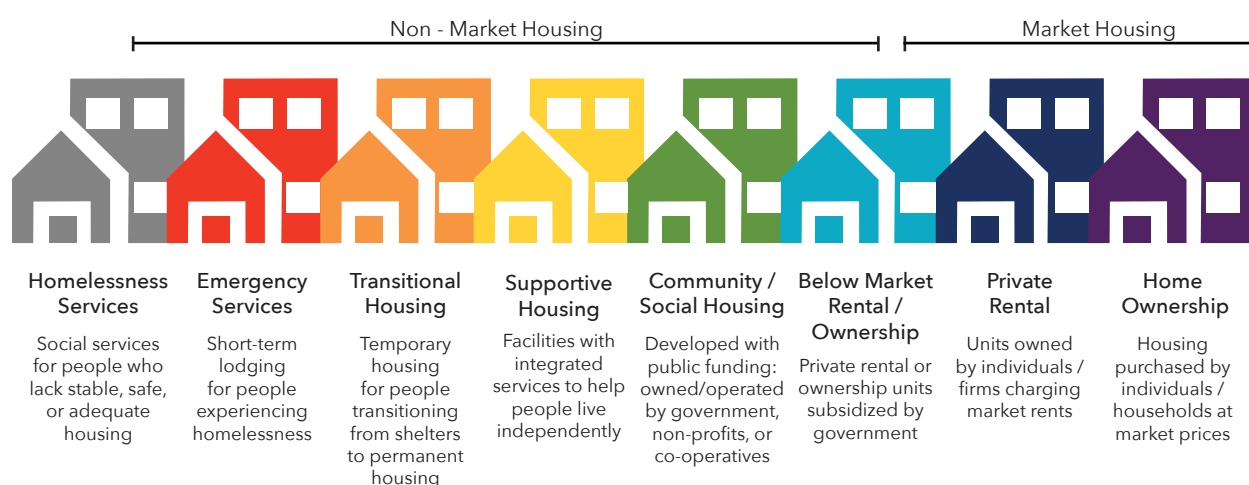 Non - Market Housing
Market Housing
Homelessness
Services
Social services
for people who
lack stable, safe,
or adequate
housing
Emergency
Services
Short-term
lodging
for people
experiencing
homelessness
Transitional
Housing
Temporary
housing
for people
transitioning
from shelters
to permanent
housing
Supportive
Housing
Facilities with
integrated
services to help
people live
independently
Community /
Social Housing
Developed with
public funding:
owned/operated
by government,
non-profits, or
co-operatives
Below Market
Rental /
Ownership
Private rental or
ownership units
subsidized by
government
Private
Rental
Units owned
by individuals /
firms charging
market rents
Home
Ownership
Housing
purchased by
individuals /
households at
market prices